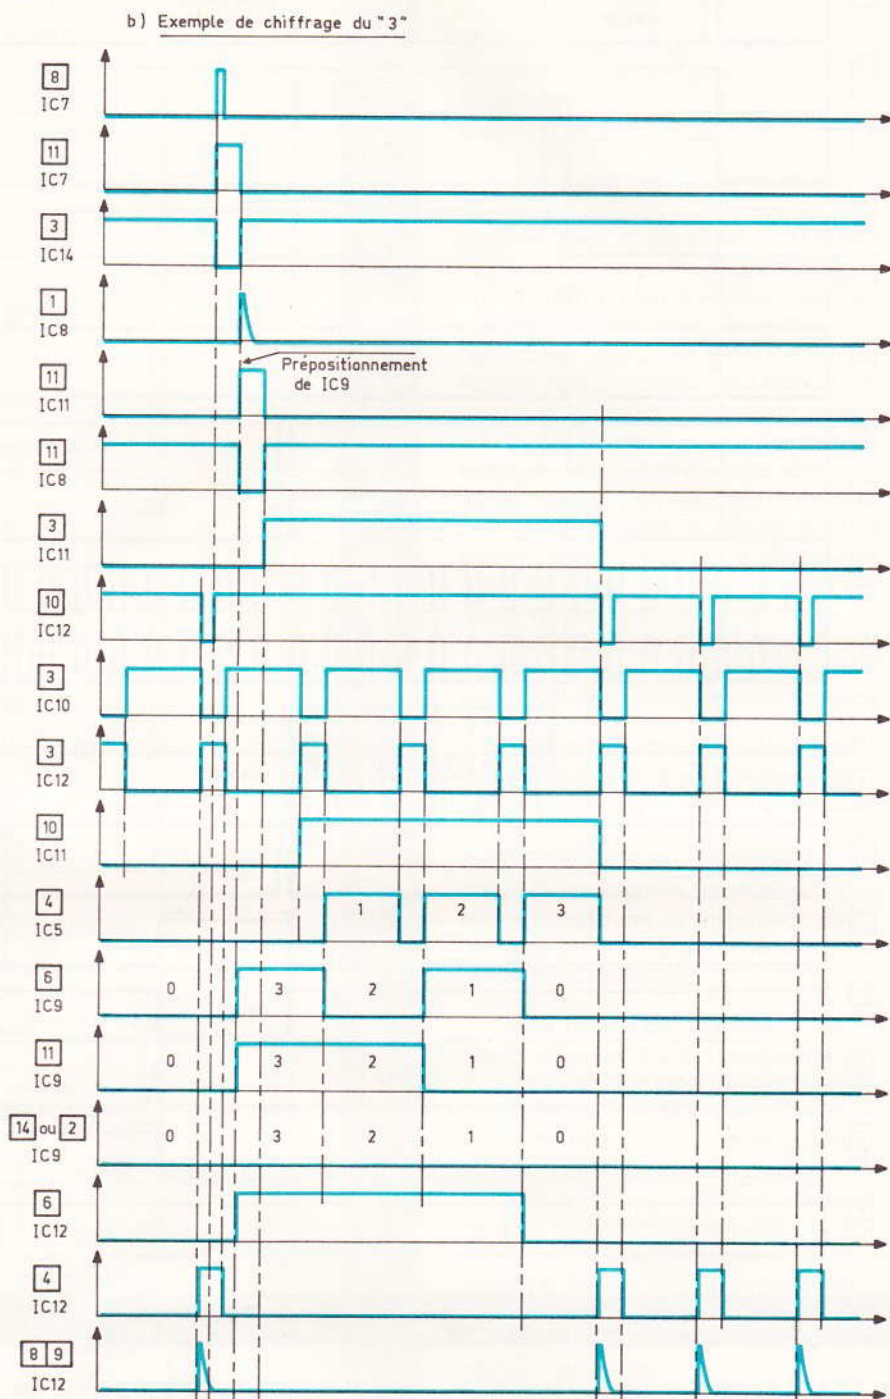 b) Exemple de chiffrage du "3"
8
IC7
11
IC7
3
IC14
1
IC8
Prépositionnement
de IC9
11
IC11
11
IC8
3
IC11
10
IC12
3
IC10
3
IC12
10
IC11
4
IC5
1 2 3
6
IC9
0 3 2 1 0
11
IC9
0 3 2 1 0
14 ou 2
IC9
0 3 2 1 0
6
IC12
4
IC12
8 9
IC12